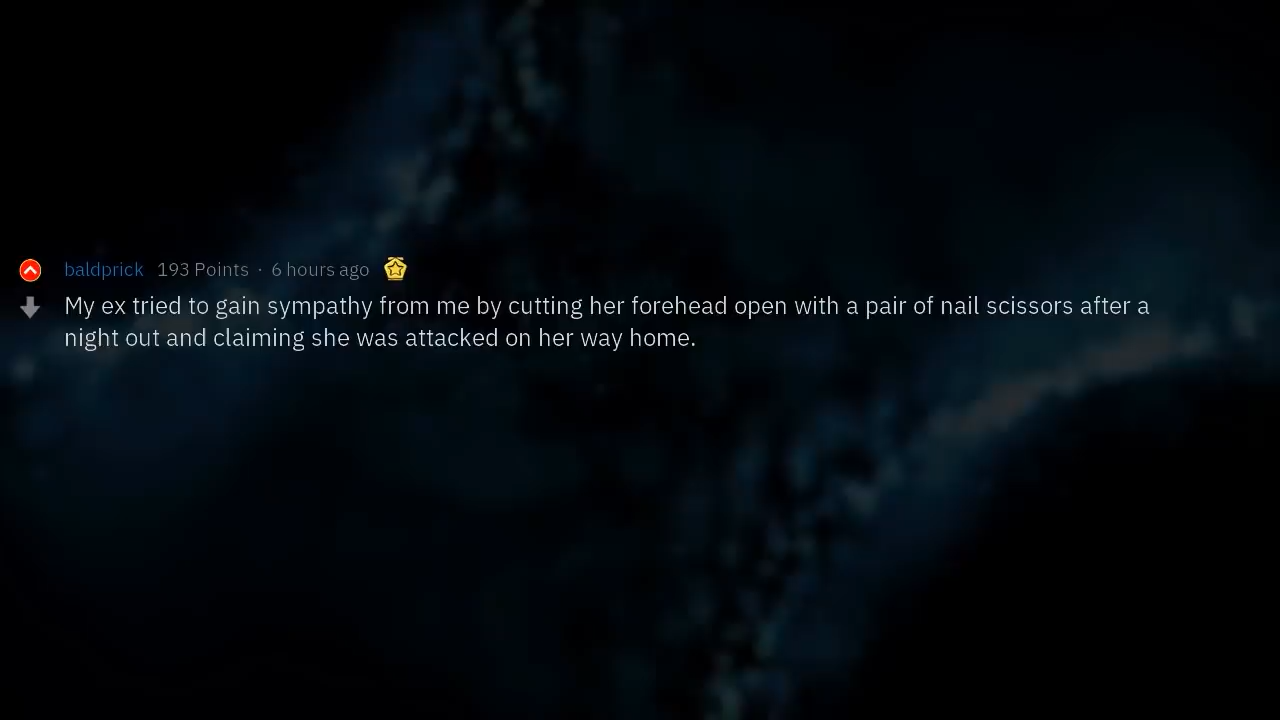 baldprick 193 Points · 6 hours ago
My ex tried to gain sympathy from me by cutting her forehead open with a pair of nail scissors after a
night out and claiming she was attacked on her way home.